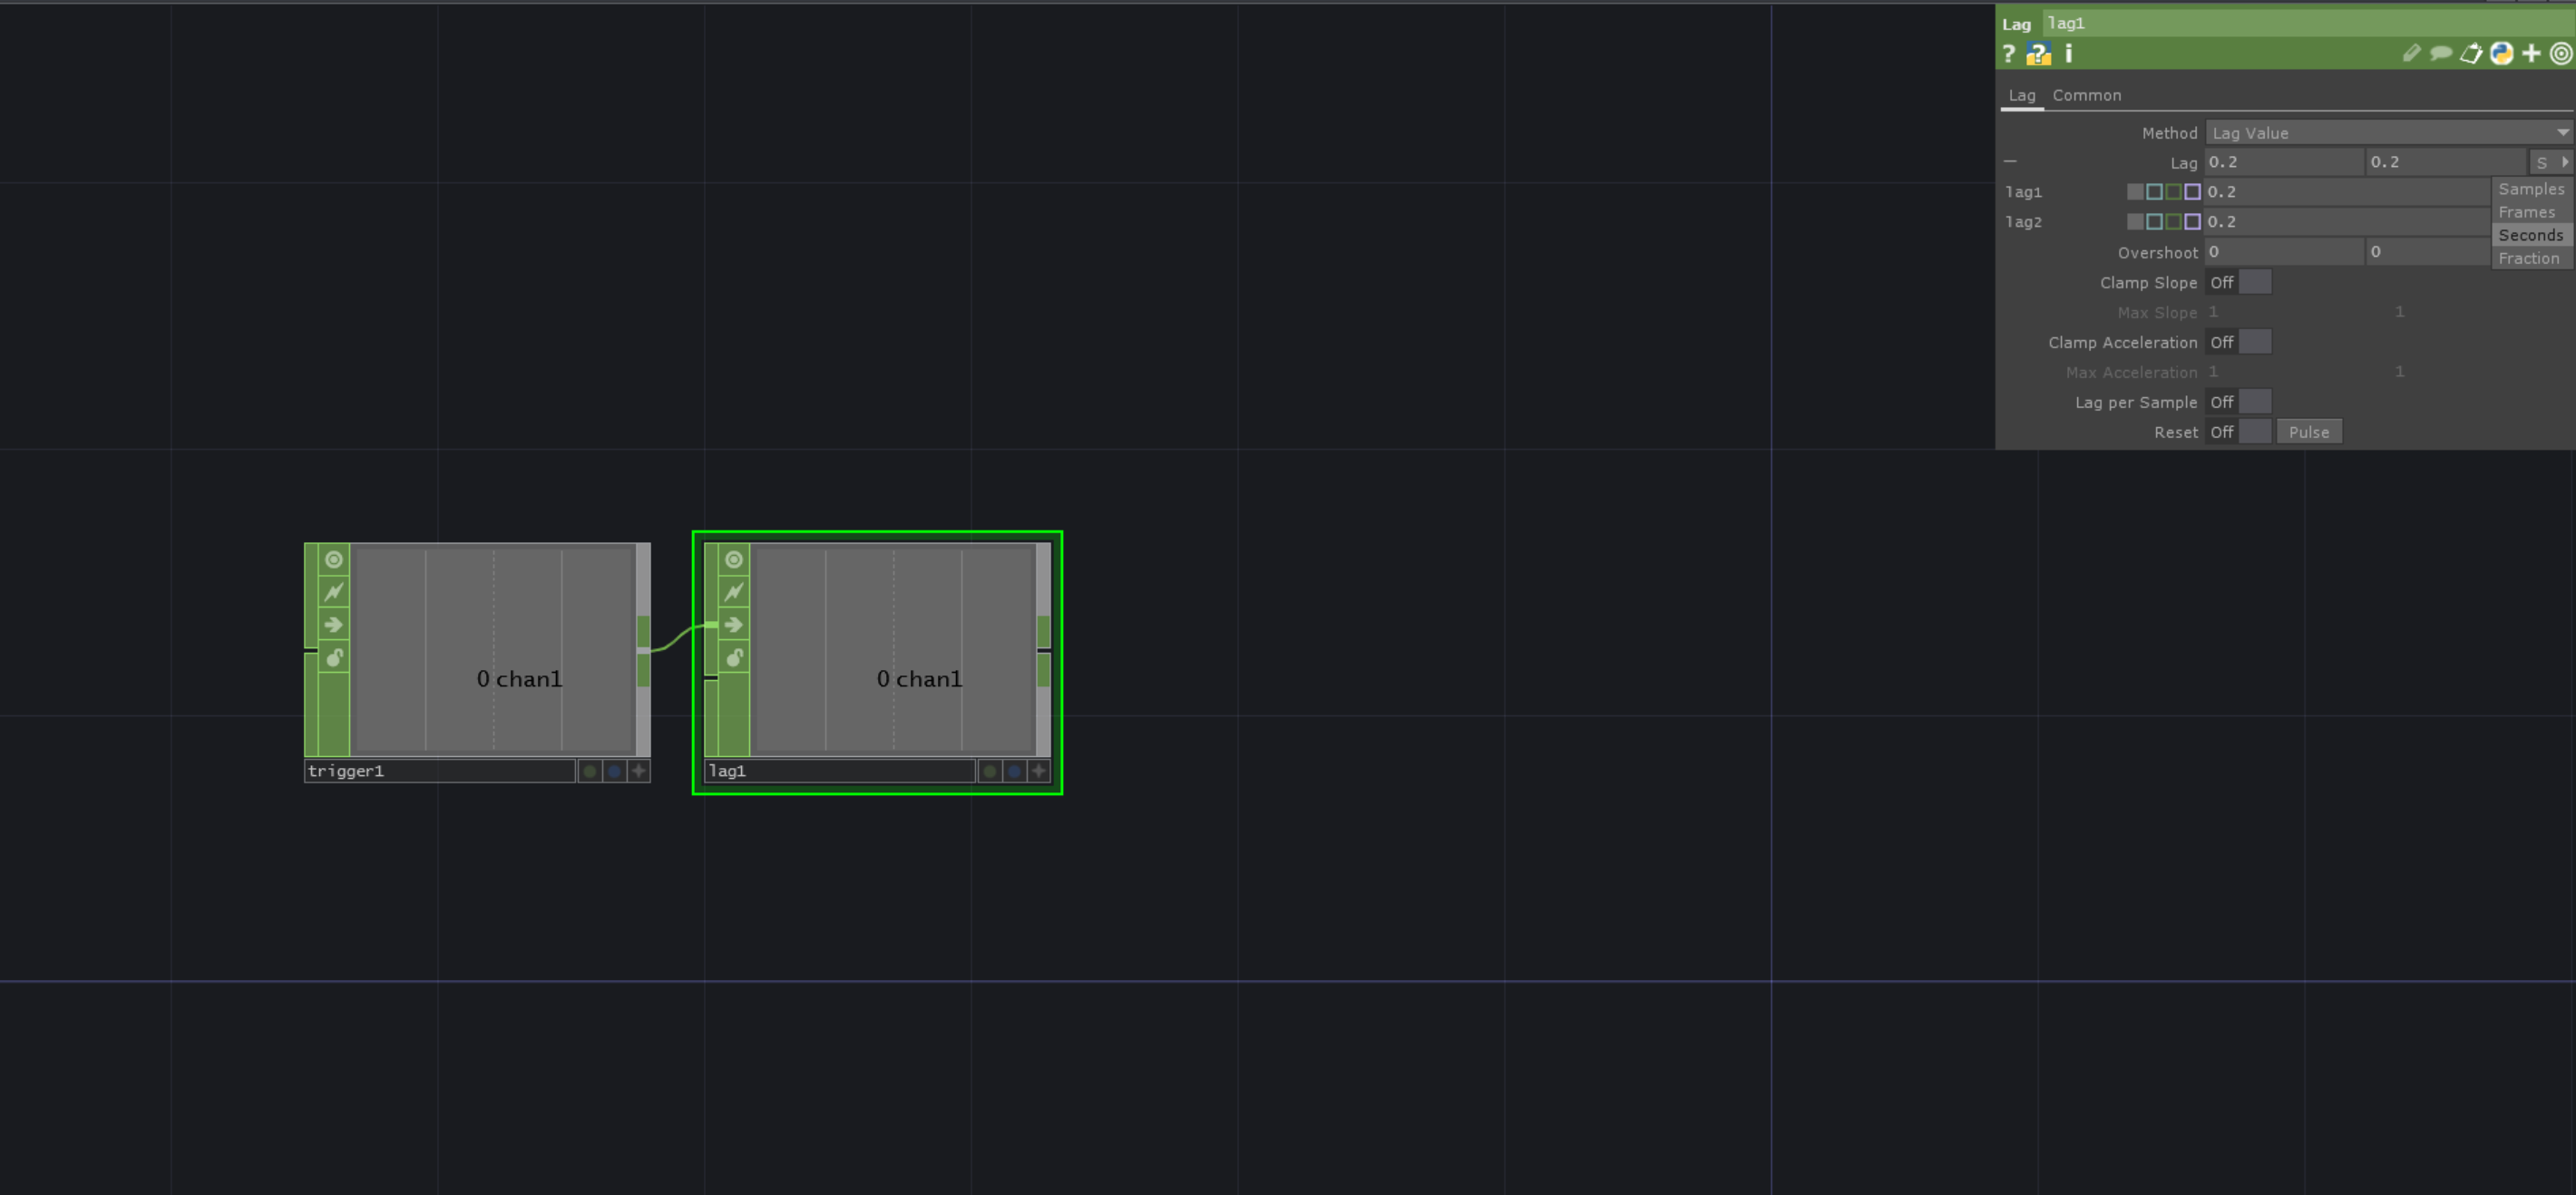 Lag lag1
? ? i
Lag Common
Method Lag Value
Lag 0.2 0.2 S
lag1 0.2 Samples
Frames
lag2 0.2 Seconds
Overshoot 0 0 Fraction
Clamp Slope Off
Max Slope 1 1
Clamp Acceleration Off
Max Acceleration 1 1
Lag per Sample Off
Reset Off Pulse
0 chan1
0 chan1
trigger1
lag1